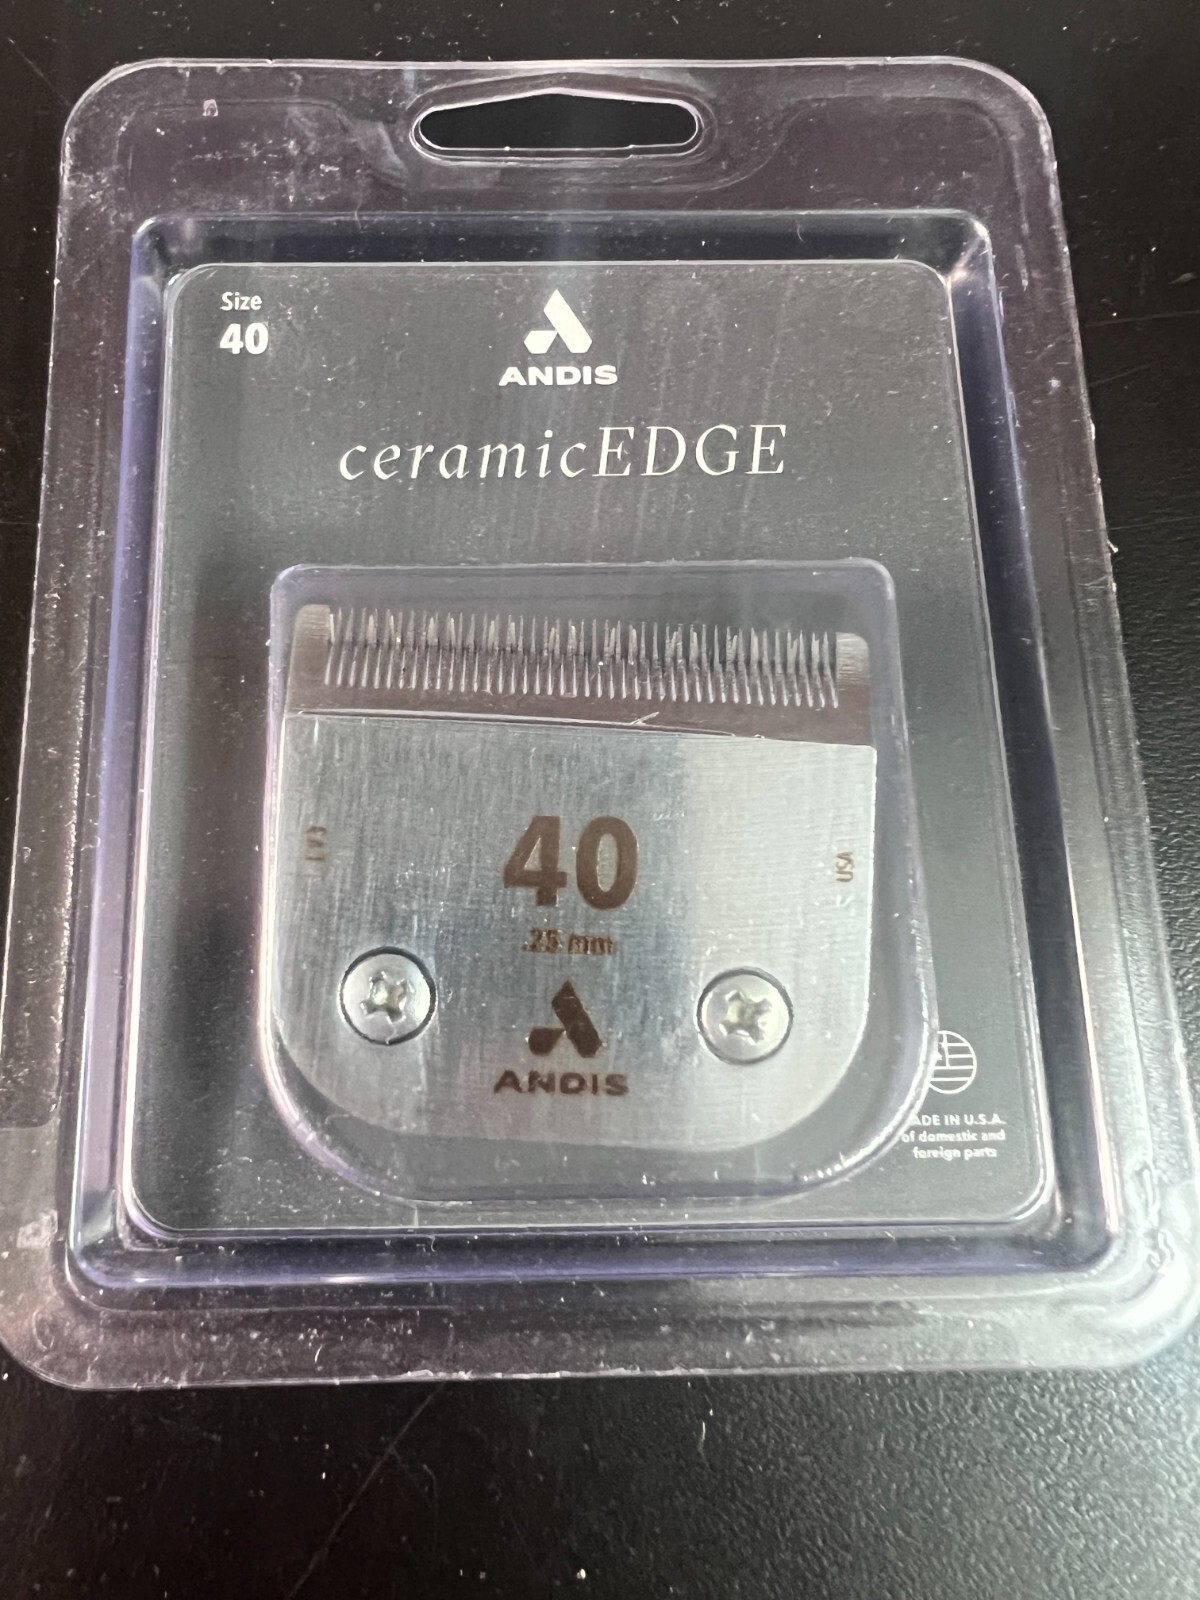 Size
40
ANDIS
ceramicEDGE
40
USA
.25 mm
ANDIS
MADE IN U.S.A.
of domestic and
foreign parts